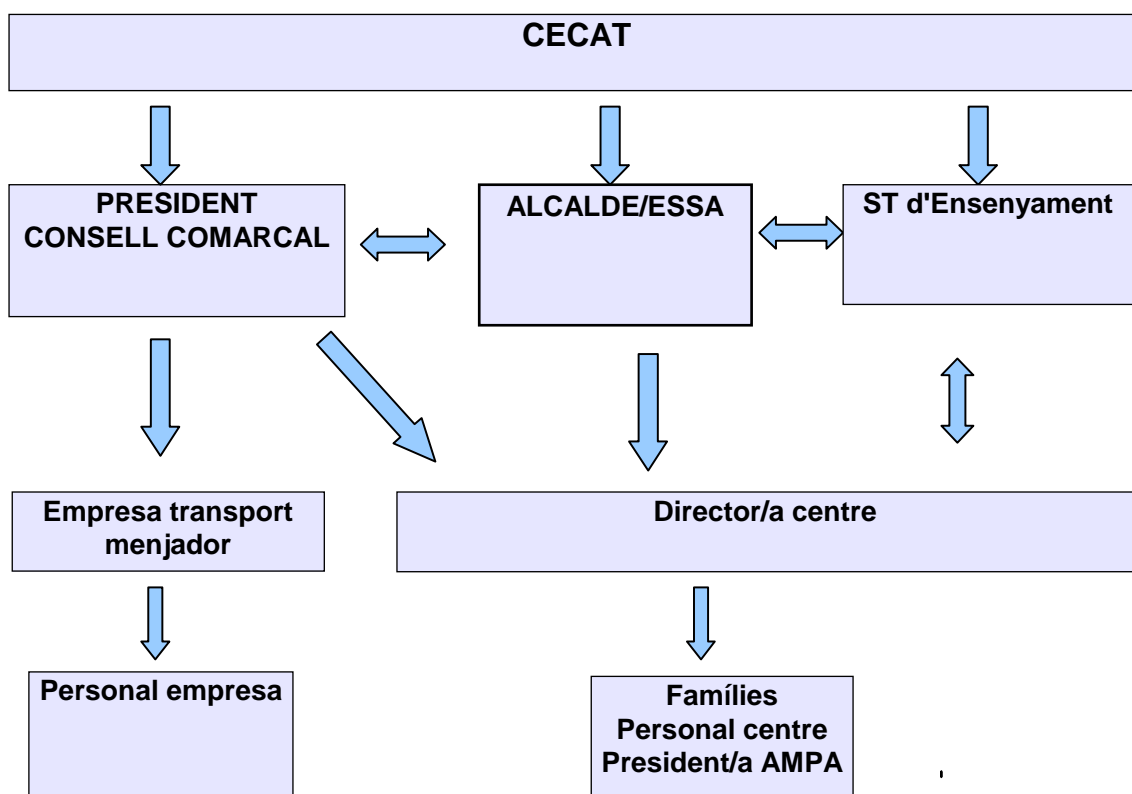 CECAT
PRESIDENT
CONSELL COMARCAL
ALCALDE/ESSA
ST d'Ensenyament
Empresa transport
menjador
Director/a centre
Personal empresa
Famílies
Personal centre
President/a AMPA